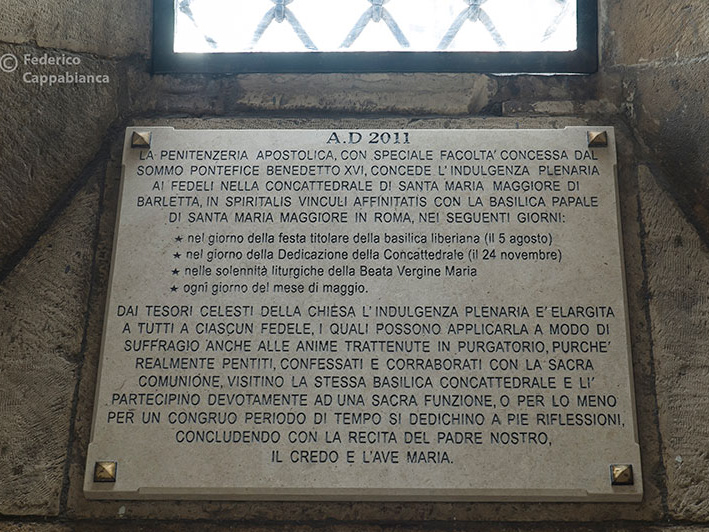 © Federico
Cappabianca
A.D 2011
LA PENITENZERIA APOSTOLICA, CON SPECIALE FACOLTA' CONCESSA DAL
SOMMO PONTEFICE BENEDETTO XVI, CONCEDE L'INDULGENZA PLENARIA
AI FEDELI NELLA CONCATTEDRALE DI SANTA MARIA MAGGIORE DI
BARLETTA, IN SPIRITALIS VINCULI AFFINITATIS CON LA BASILICA PAPALE
DI SANTA MARIA MAGGIORE IN ROMA, NEI SEGUENTI GIORNI:
★ nel giorno della festa titolare della basilica liberiana (il 5 agosto)
★ nel giorno della Dedicazione della Concattedrale (il 24 novembre)
★ nelle solennità liturgiche della Beata Vergine Maria
★ ogni giorno del mese di maggio.
DAI TESORI CELESTI DELLA CHIESA L'INDULGENZA PLENARIA E' ELARGITA
A TUTTI A CIASCUN FEDELE, I QUALI POSSONO APPLICARLA A MODO DI
SUFFRAGIO ANCHE ALLE ANIME TRATTENUTE IN PURGATORIO, PURCHE'
REALMENTE PENTITI, CONFESSATI E CORRABORATI CON LA SACRA
COMUNIONE, VISITINO LA STESSA BASILICA CONCATTEDRALE E LI'
PARTECIPINO DEVOTAMENTE AD UNA SACRA FUNZIONE, O PER LO MENO
PER UN CONGRUO PERIODO DI TEMPO SI DEDICHINO A PIE RIFLESSIONI,
CONCLUDENDO CON LA RECITA DEL PADRE NOSTRO,
IL CREDO E L'AVE MARIA.